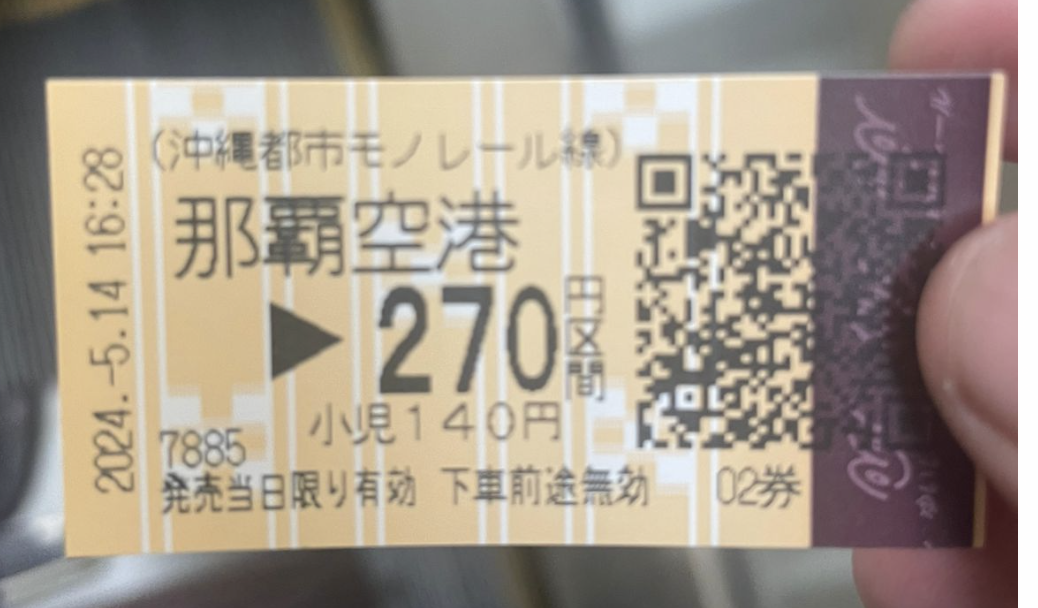 2024.-5.14 16:28
(沖縄都市モノレール線)
那覇空港
▶270円区間
小児140円
7885
発売当日限り有効 下車前途無効 02券